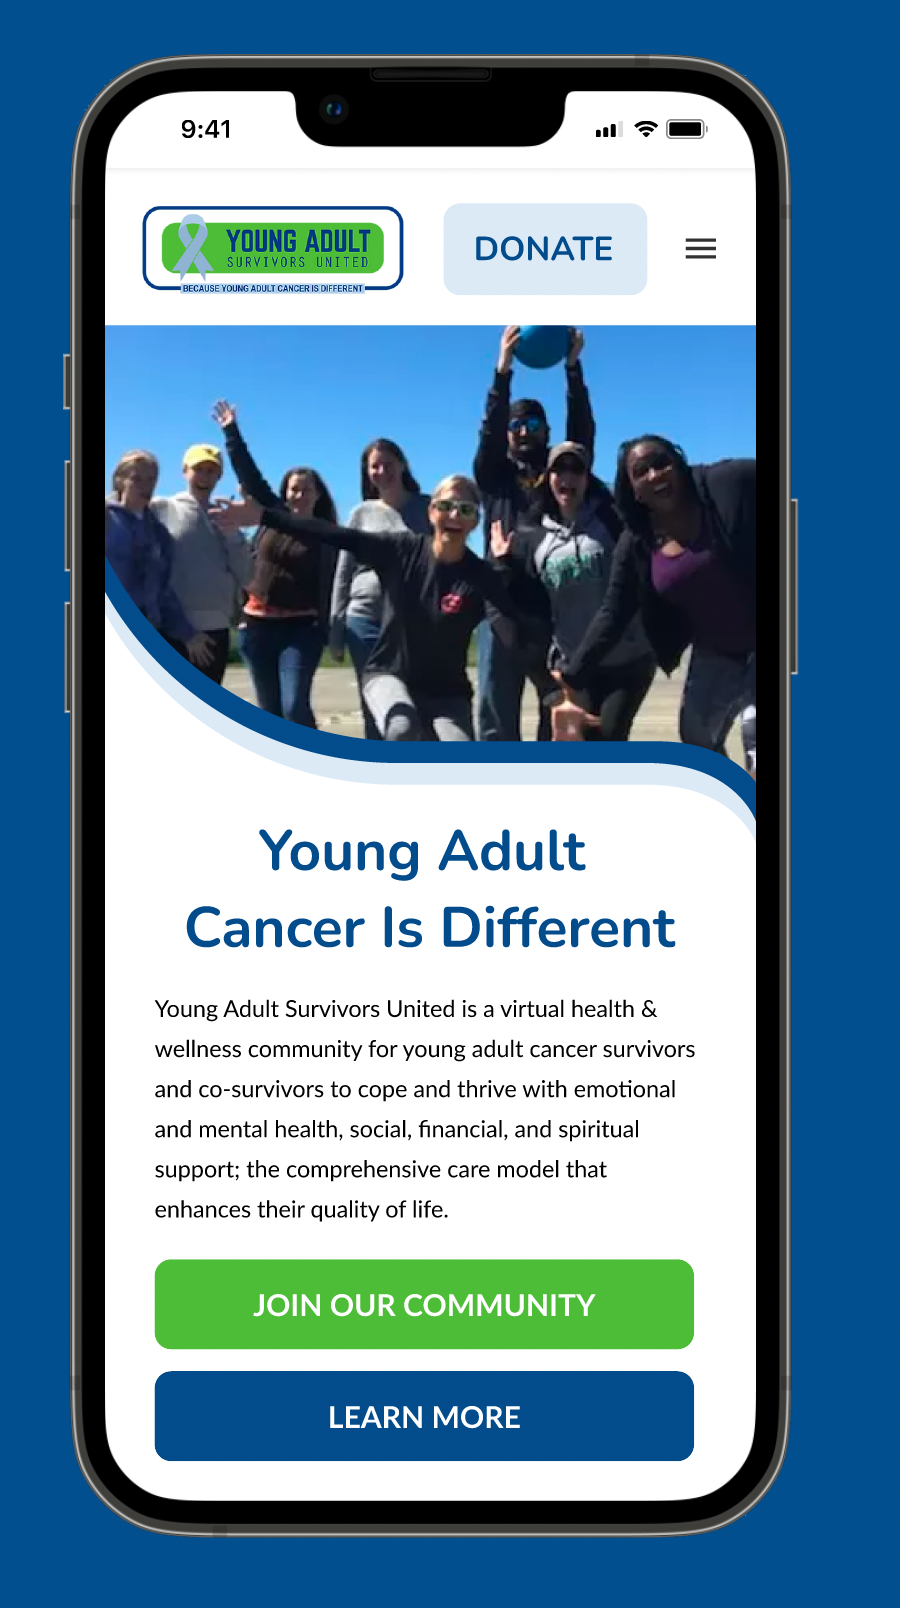 9:41
YOUNG ADULT
SURVIVORS UNITED
BECAUSE YOUNG ADULT CANCER IS DIFFERENT
DONATE
Young Adult
Cancer Is Different
Young Adult Survivors United is a virtual health &
wellness community for young adult cancer survivors
and co-survivors to cope and thrive with emotional
and mental health, social, financial, and spiritual
support; the comprehensive care model that
enhances their quality of life.
JOIN OUR COMMUNITY
LEARN MORE